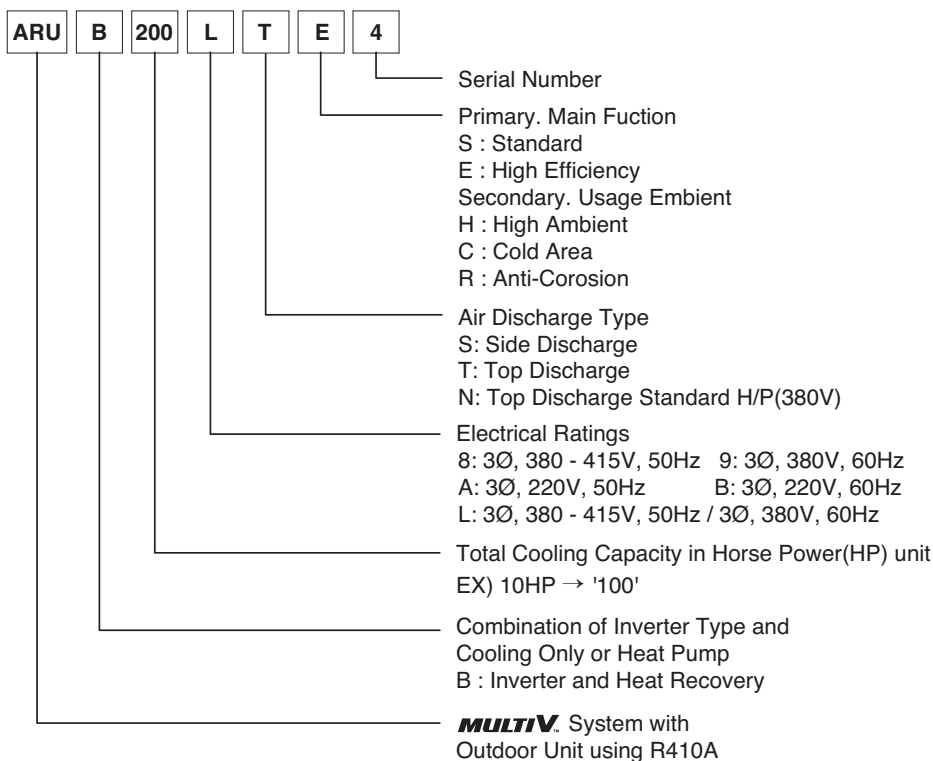 ARU B 200 L T E 4
Serial Number
Primary. Main Fuction
S : Standard
E : High Efficiency
Secondary. Usage Embient
H : High Ambient
C : Cold Area
R : Anti-Corosion
Air Discharge Type
S: Side Discharge
T: Top Discharge
N: Top Discharge Standard H/P(380V)
Electrical Ratings
8: 3Ø, 380 - 415V, 50Hz 9: 3Ø, 380V, 60Hz
A: 3Ø, 220V, 50Hz B: 3Ø, 220V, 60Hz
L: 3Ø, 380 - 415V, 50Hz / 3Ø, 380V, 60Hz
Total Cooling Capacity in Horse Power(HP) unit
EX) 10HP → '100'
Combination of Inverter Type and
Cooling Only or Heat Pump
B : Inverter and Heat Recovery
MULTI V™ System with
Outdoor Unit using R410A